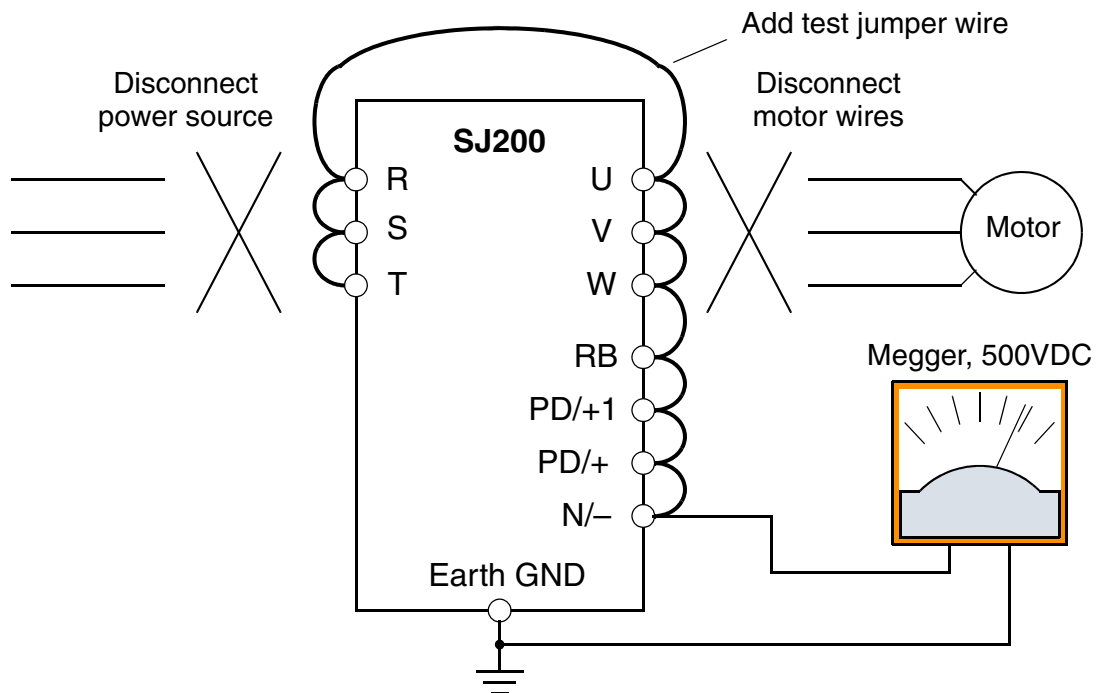 Add test jumper wire
Disconnect
power source
Disconnect
motor wires
SJ200
R
U
S
V
Motor
T
W
RB
Megger, 500VDC
PD/+1
PD/+
N/–
Earth GND